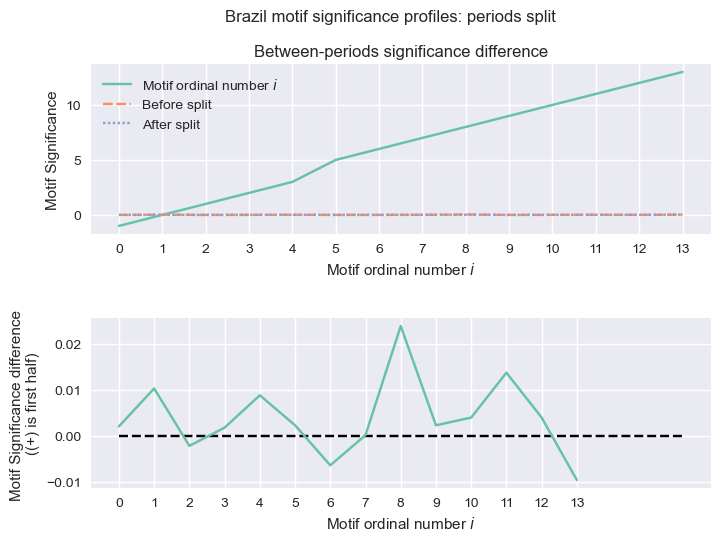 Brazil motif significance profiles: periods split
Between-periods significance difference
Motif ordinal number i
Before split
After split
Motif Significance
10
5
0
0 1 2 3 4 5 6 7 8 9 10 11 12 13
Motif ordinal number i
Motif Significance difference
((+) is first half)
0.02
0.01
0.00
−0.01
0 1 2 3 4 5 6 7 8 9 10 11 12 13
Motif ordinal number i